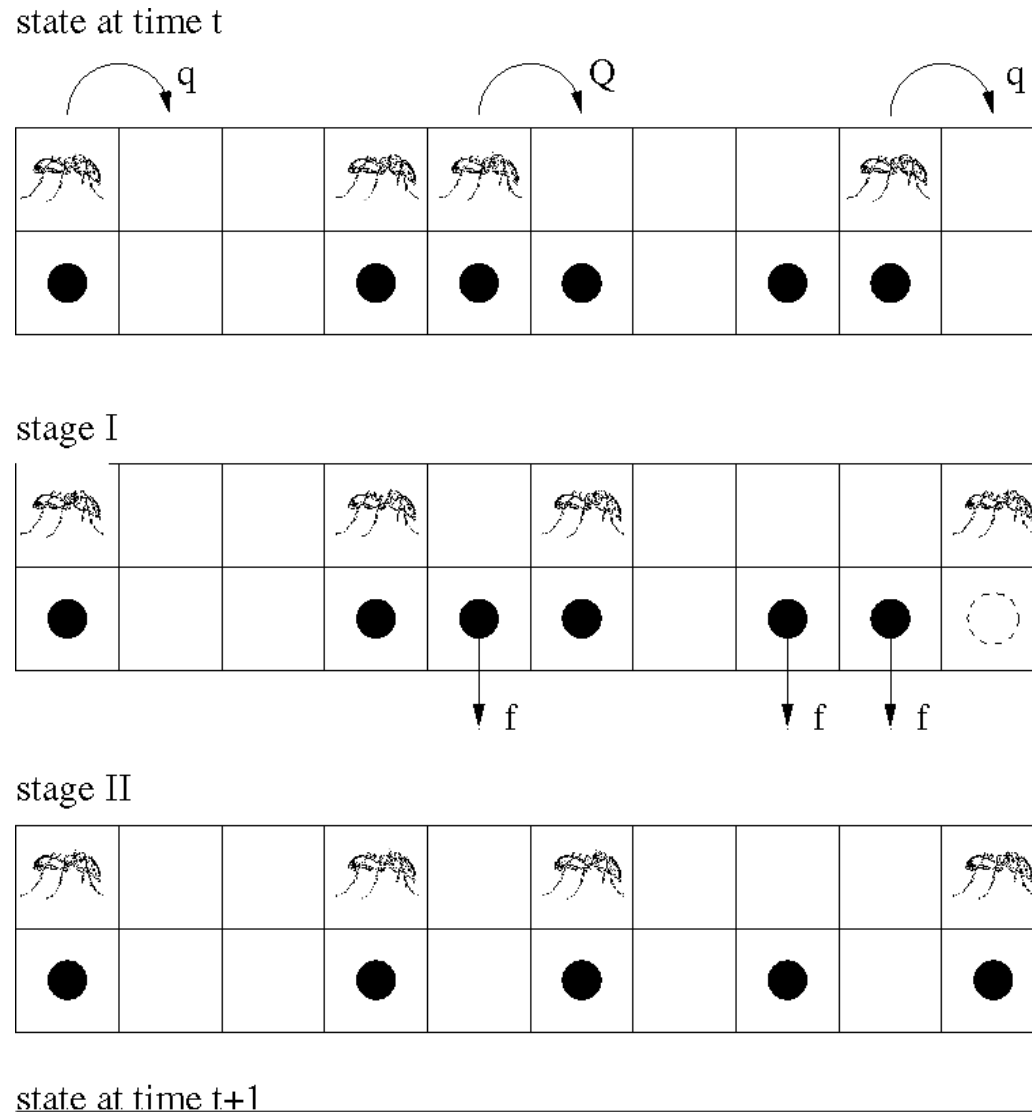 state at time t
q Q q
stage I
f f f
stage II
state at time t+1